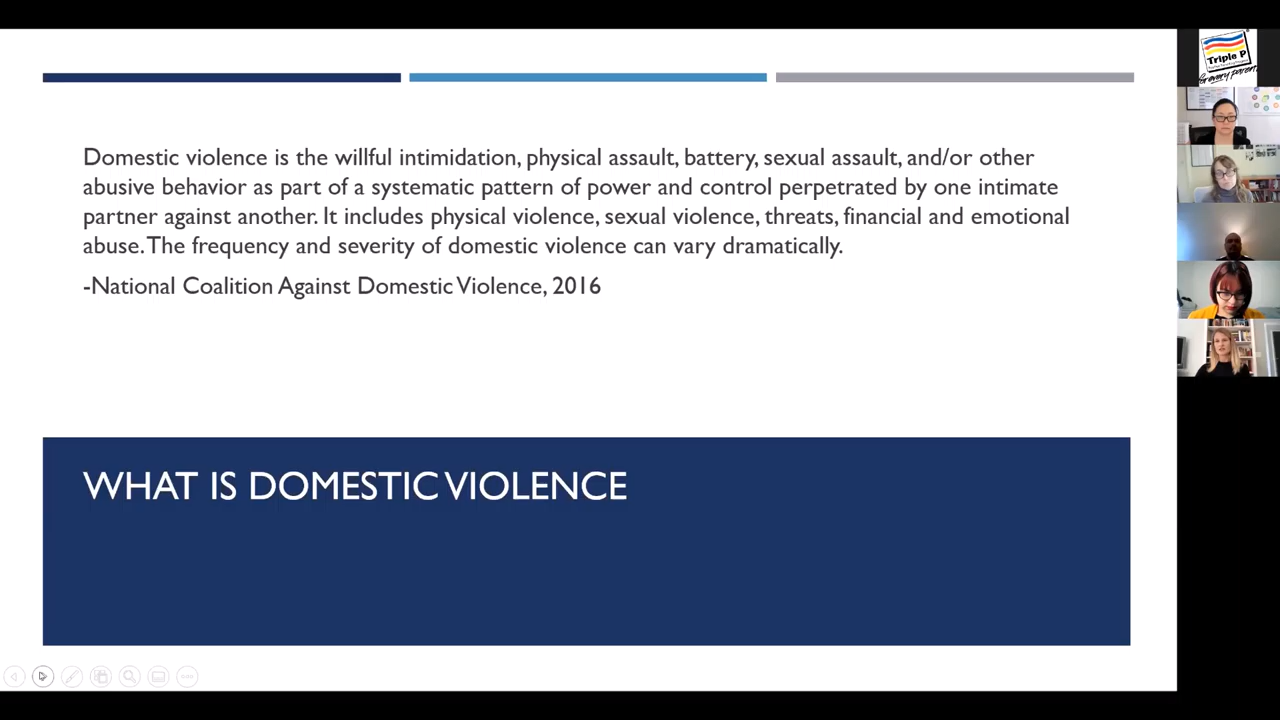 Domestic violence is the willful intimidation, physical assault, battery, sexual assault, and/or other
abusive behavior as part of a systematic pattern of power and control perpetrated by one intimate
partner against another. It includes physical violence, sexual violence, threats, financial and emotional
abuse. The frequency and severity of domestic violence can vary dramatically.
-National Coalition Against Domestic Violence, 2016
WHAT IS DOMESTIC VIOLENCE
Triple P
for every parent